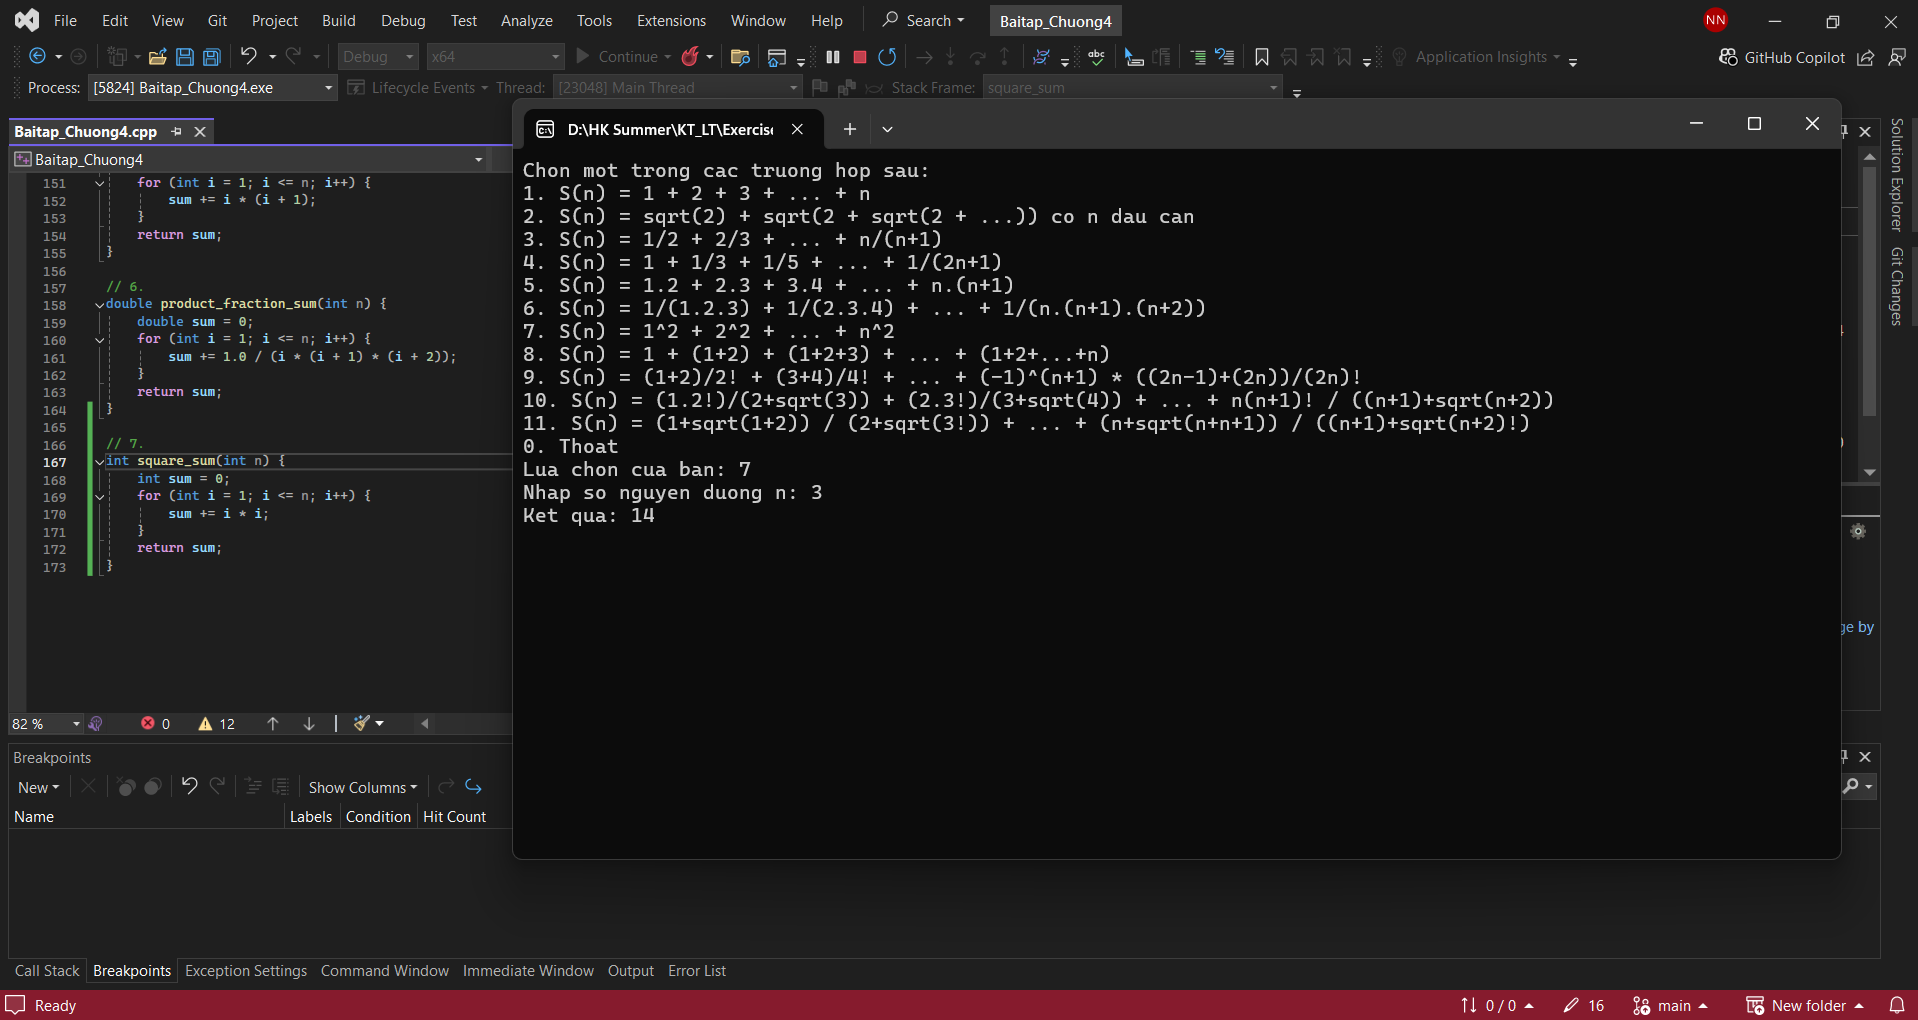 File Edit View Git Project Build Debug Test Analyze Tools Extensions Window Help Search Baitap_Chuong4 NN
Debug x64 Continue abc Application Insights GitHub Copilot
Process: [5824] Baitap_Chuong4.exe Lifecycle Events Thread: [23048] Main Thread Stack Frame: square_sum
Baitap_Chuong4.cpp
Baitap_Chuong4
151 for (int i = 1; i <= n; i++) {
152 sum += i * (i + 1);
153 }
154 return sum;
155 }
156
157 // 6.
158 double product_fraction_sum(int n) {
159 double sum = 0;
160 for (int i = 1; i <= n; i++) {
161 sum += 1.0 / (i * (i + 1) * (i + 2));
162 }
163 return sum;
164 }
165
166 // 7.
167 int square_sum(int n) {
168 int sum = 0;
169 for (int i = 1; i <= n; i++) {
170 sum += i * i;
171 }
172 return sum;
173 }
82 % 0 12
D:\HK Summer\KT_LT\Exercis
Chon mot trong cac truong hop sau:
1. S(n) = 1 + 2 + 3 + ... + n
2. S(n) = sqrt(2) + sqrt(2 + sqrt(2 + ...)) co n dau can
3. S(n) = 1/2 + 2/3 + ... + n/(n+1)
4. S(n) = 1 + 1/3 + 1/5 + ... + 1/(2n+1)
5. S(n) = 1.2 + 2.3 + 3.4 + ... + n.(n+1)
6. S(n) = 1/(1.2.3) + 1/(2.3.4) + ... + 1/(n.(n+1).(n+2))
7. S(n) = 1^2 + 2^2 + ... + n^2
8. S(n) = 1 + (1+2) + (1+2+3) + ... + (1+2+...+n)
9. S(n) = (1+2)/2! + (3+4)/4! + ... + (-1)^(n+1) * ((2n-1)+(2n))/(2n)!
10. S(n) = (1.2!)/(2+sqrt(3)) + (2.3!)/(3+sqrt(4)) + ... + n(n+1)! / ((n+1)+sqrt(n+2))
11. S(n) = (1+sqrt(1+2)) / (2+sqrt(3!)) + ... + (n+sqrt(n+n+1)) / ((n+1)+sqrt(n+2)!)
0. Thoat
Lua chon cua ban: 7
Nhap so nguyen duong n: 3
Ket qua: 14
Solution Explorer
Git Changes
ge by
Breakpoints
New Show Columns
Name Labels Condition Hit Count
Call Stack Breakpoints Exception Settings Command Window Immediate Window Output Error List
Ready 0 / 0 16 main New folder